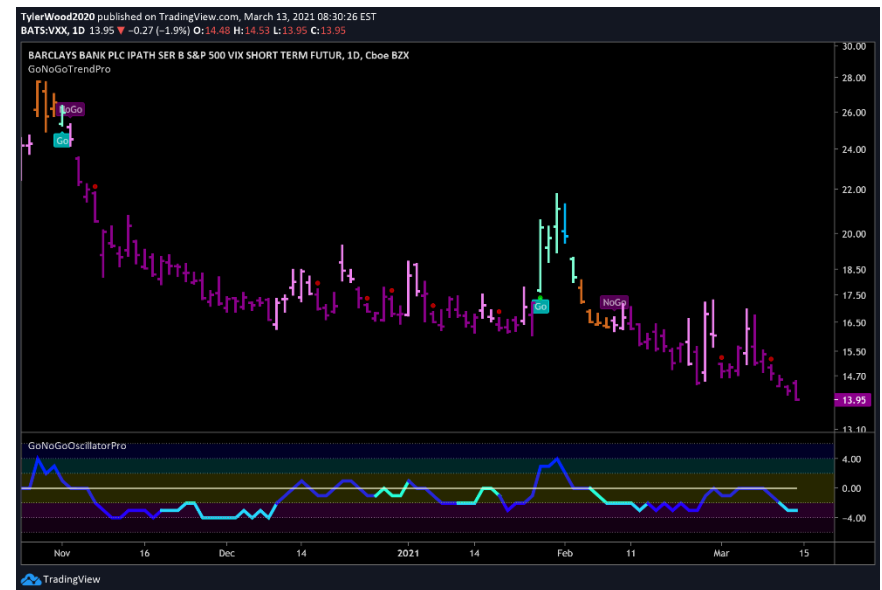 TylerWood2020 published on TradingView.com, March 13, 2021 08:30:26 EST
BATS:VXX, 1D 13.95 ▼ −0.27 (−1.9%) O:14.48 H:14.53 L:13.95 C:13.95
BARCLAYS BANK PLC IPATH SER B S&P 500 VIX SHORT TERM FUTUR, 1D, Cboe BZX
GoNoGoTrendPro
30.00
28.00
26.00
24.00
22.00
20.00
18.50
17.50
16.50
15.50
14.70
13.95
13.10
NoGo
Go
Go
NoGo
GoNoGoOscillatorPro
4.00
0.00
−4.00
Nov 16 Dec 14 2021 14 Feb 11 Mar 15
TradingView